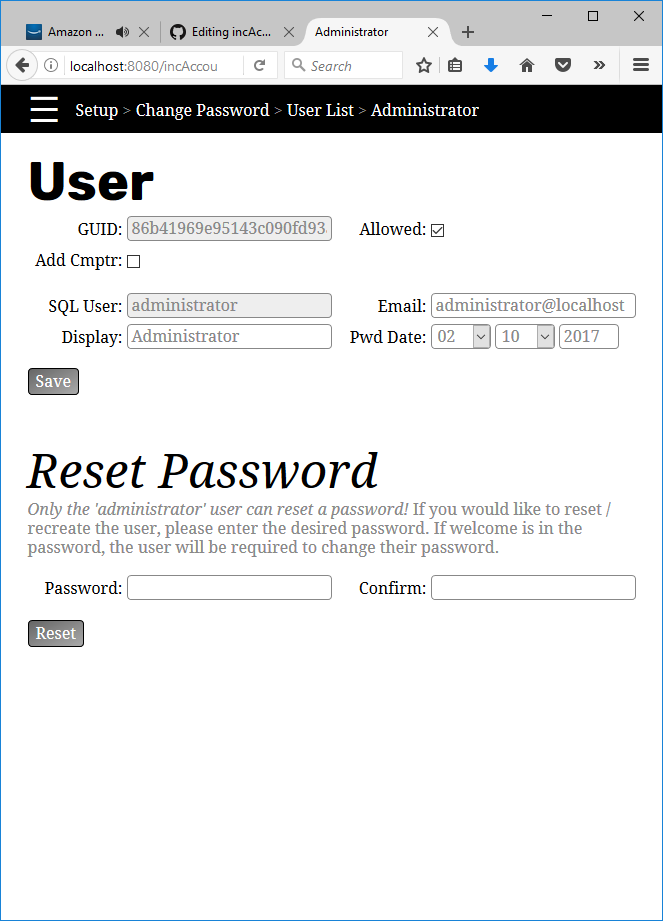 Amazon ...
Editing incAc...
Administrator
localhost:8080/incAccou
Search
Setup > Change Password > User List > Administrator
User
GUID: 86b41969e95143c090fd93 Allowed:
Add Cmptr:
SQL User: administrator Email: administrator@localhost
Display: Administrator Pwd Date: 02 10 2017
Save
Reset Password
Only the 'administrator' user can reset a password! If you would like to reset /
recreate the user, please enter the desired password. If welcome is in the
password, the user will be required to change their password.
Password: Confirm:
Reset